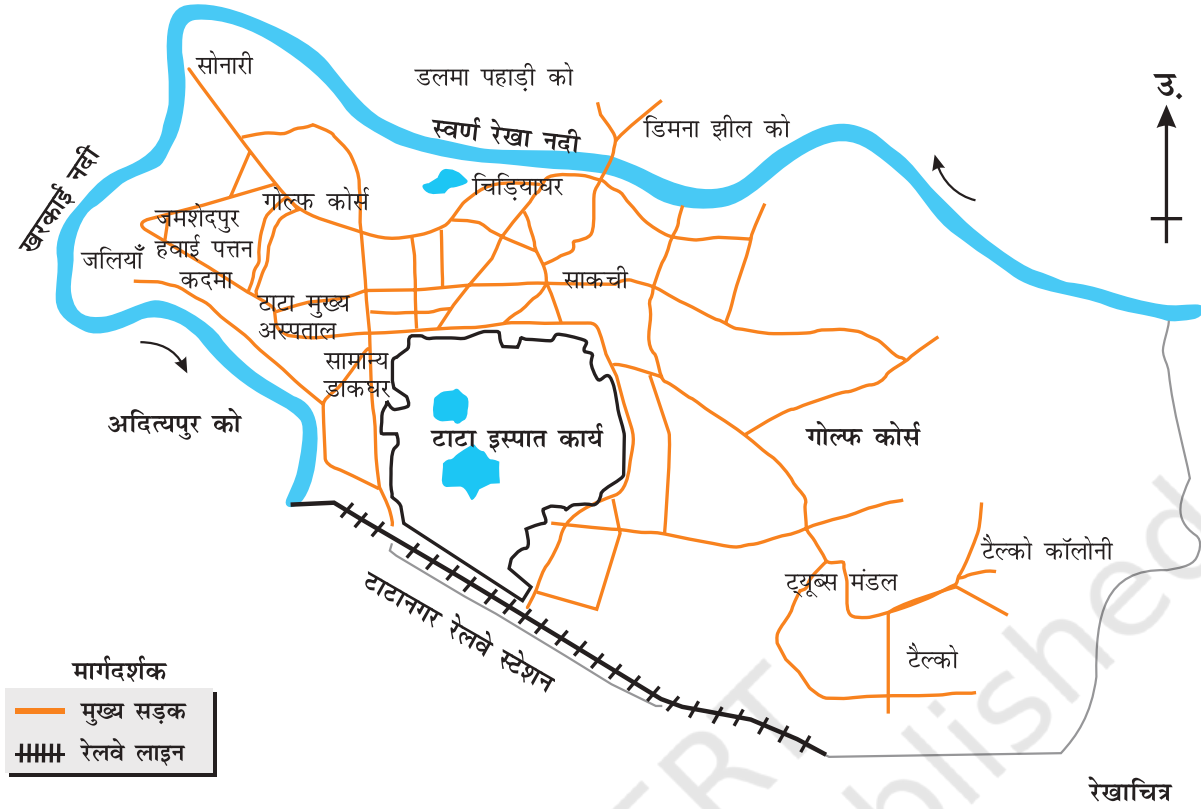 सोनारी
डलमा पहाड़ी को
उ.
स्वर्ण रेखा नदी
डिमना झील को
खरकाई नदी
चिड़ियाघर
गोल्फ कोर्स
जमशेदपुर
हवाई पत्तन
जलियाँ
कदमा
साकची
टाटा मुख्य
अस्पताल
सामान्य
डाकघर
अदित्यपुर को
टाटा इस्पात कार्य
गोल्फ कोर्स
टैल्को कॉलोनी
ट्यूब्स मंडल
टाटानगर रेलवे स्टेशन
टैल्को
मार्गदर्शक
मुख्य सड़क
रेलवे लाइन
रेखाचित्र